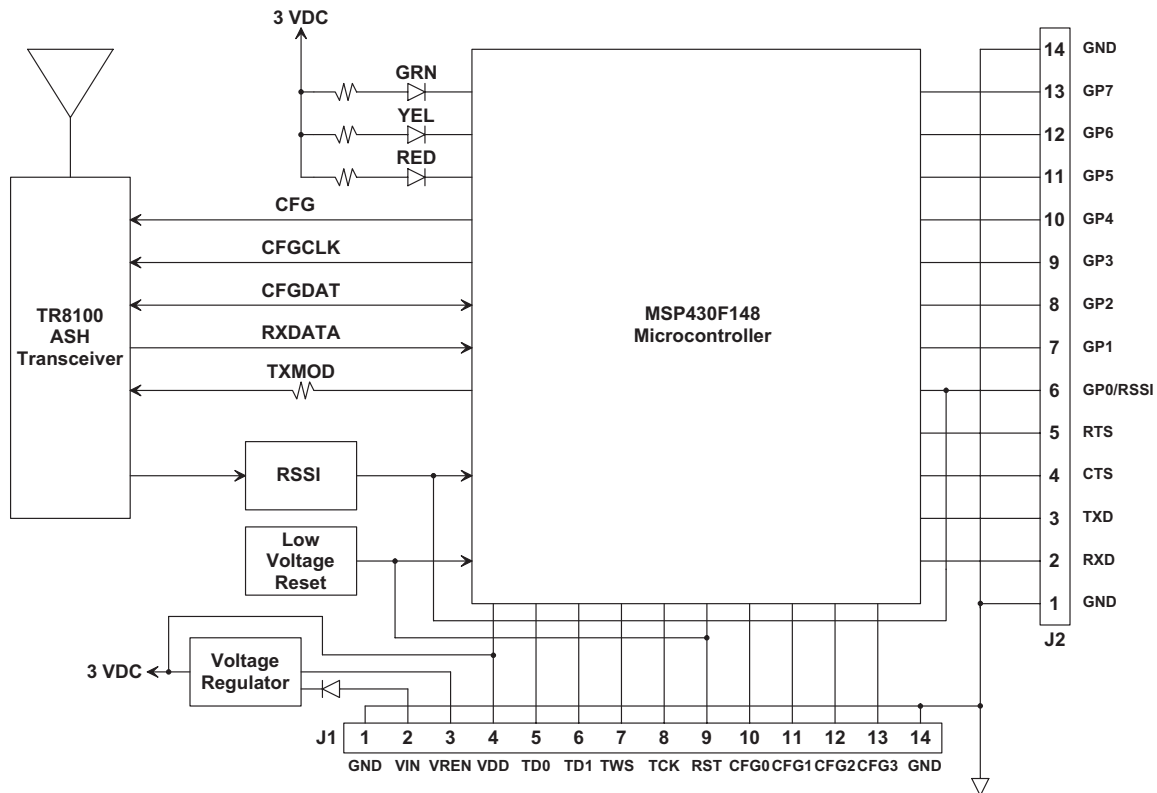 3 VDC
GRN
YEL
RED
CFG
CFGCLK
CFGDAT
RXDATA
TXMOD
TR8100
ASH
Transceiver
RSSI
Low
Voltage
Reset
3 VDC
Voltage
Regulator
MSP430F148
Microcontroller
14 GND
13 GP7
12 GP6
11 GP5
10 GP4
9 GP3
8 GP2
7 GP1
6 GP0/RSSI
5 RTS
4 CTS
3 TXD
2 RXD
1 GND
J2
J1 1 2 3 4 5 6 7 8 9 10 11 12 13 14
GND VIN VREN VDD TD0 TD1 TWS TCK RST CFG0 CFG1 CFG2 CFG3 GND